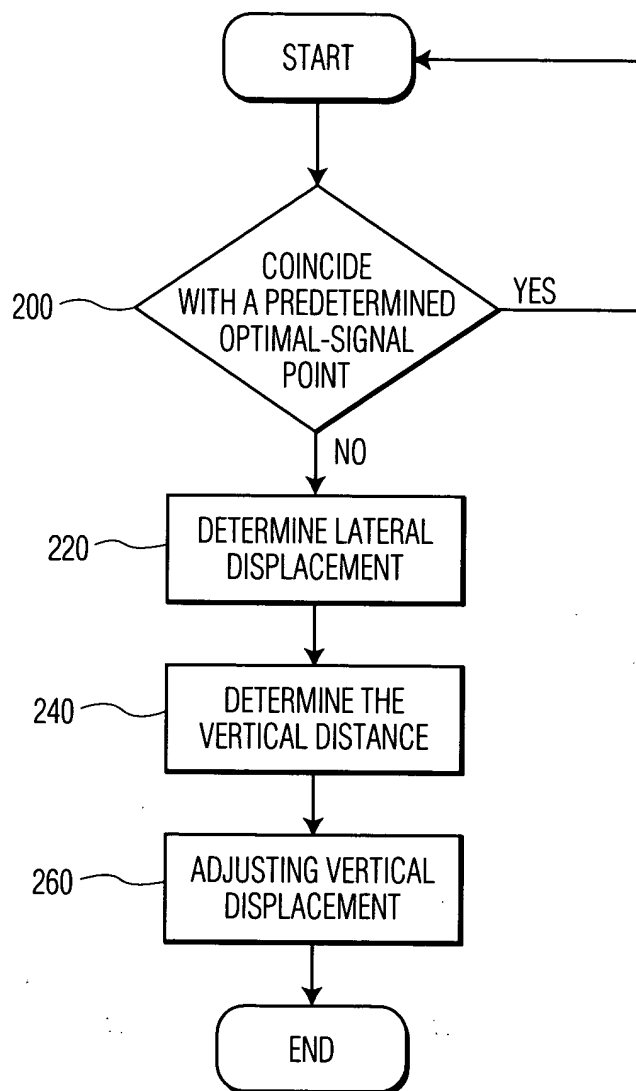 START
COINCIDE
WITH A PREDETERMINED
OPTIMAL-SIGNAL
POINT
200
YES
NO
220
DETERMINE LATERAL
DISPLACEMENT
240
DETERMINE THE
VERTICAL DISTANCE
260
ADJUSTING VERTICAL
DISPLACEMENT
END